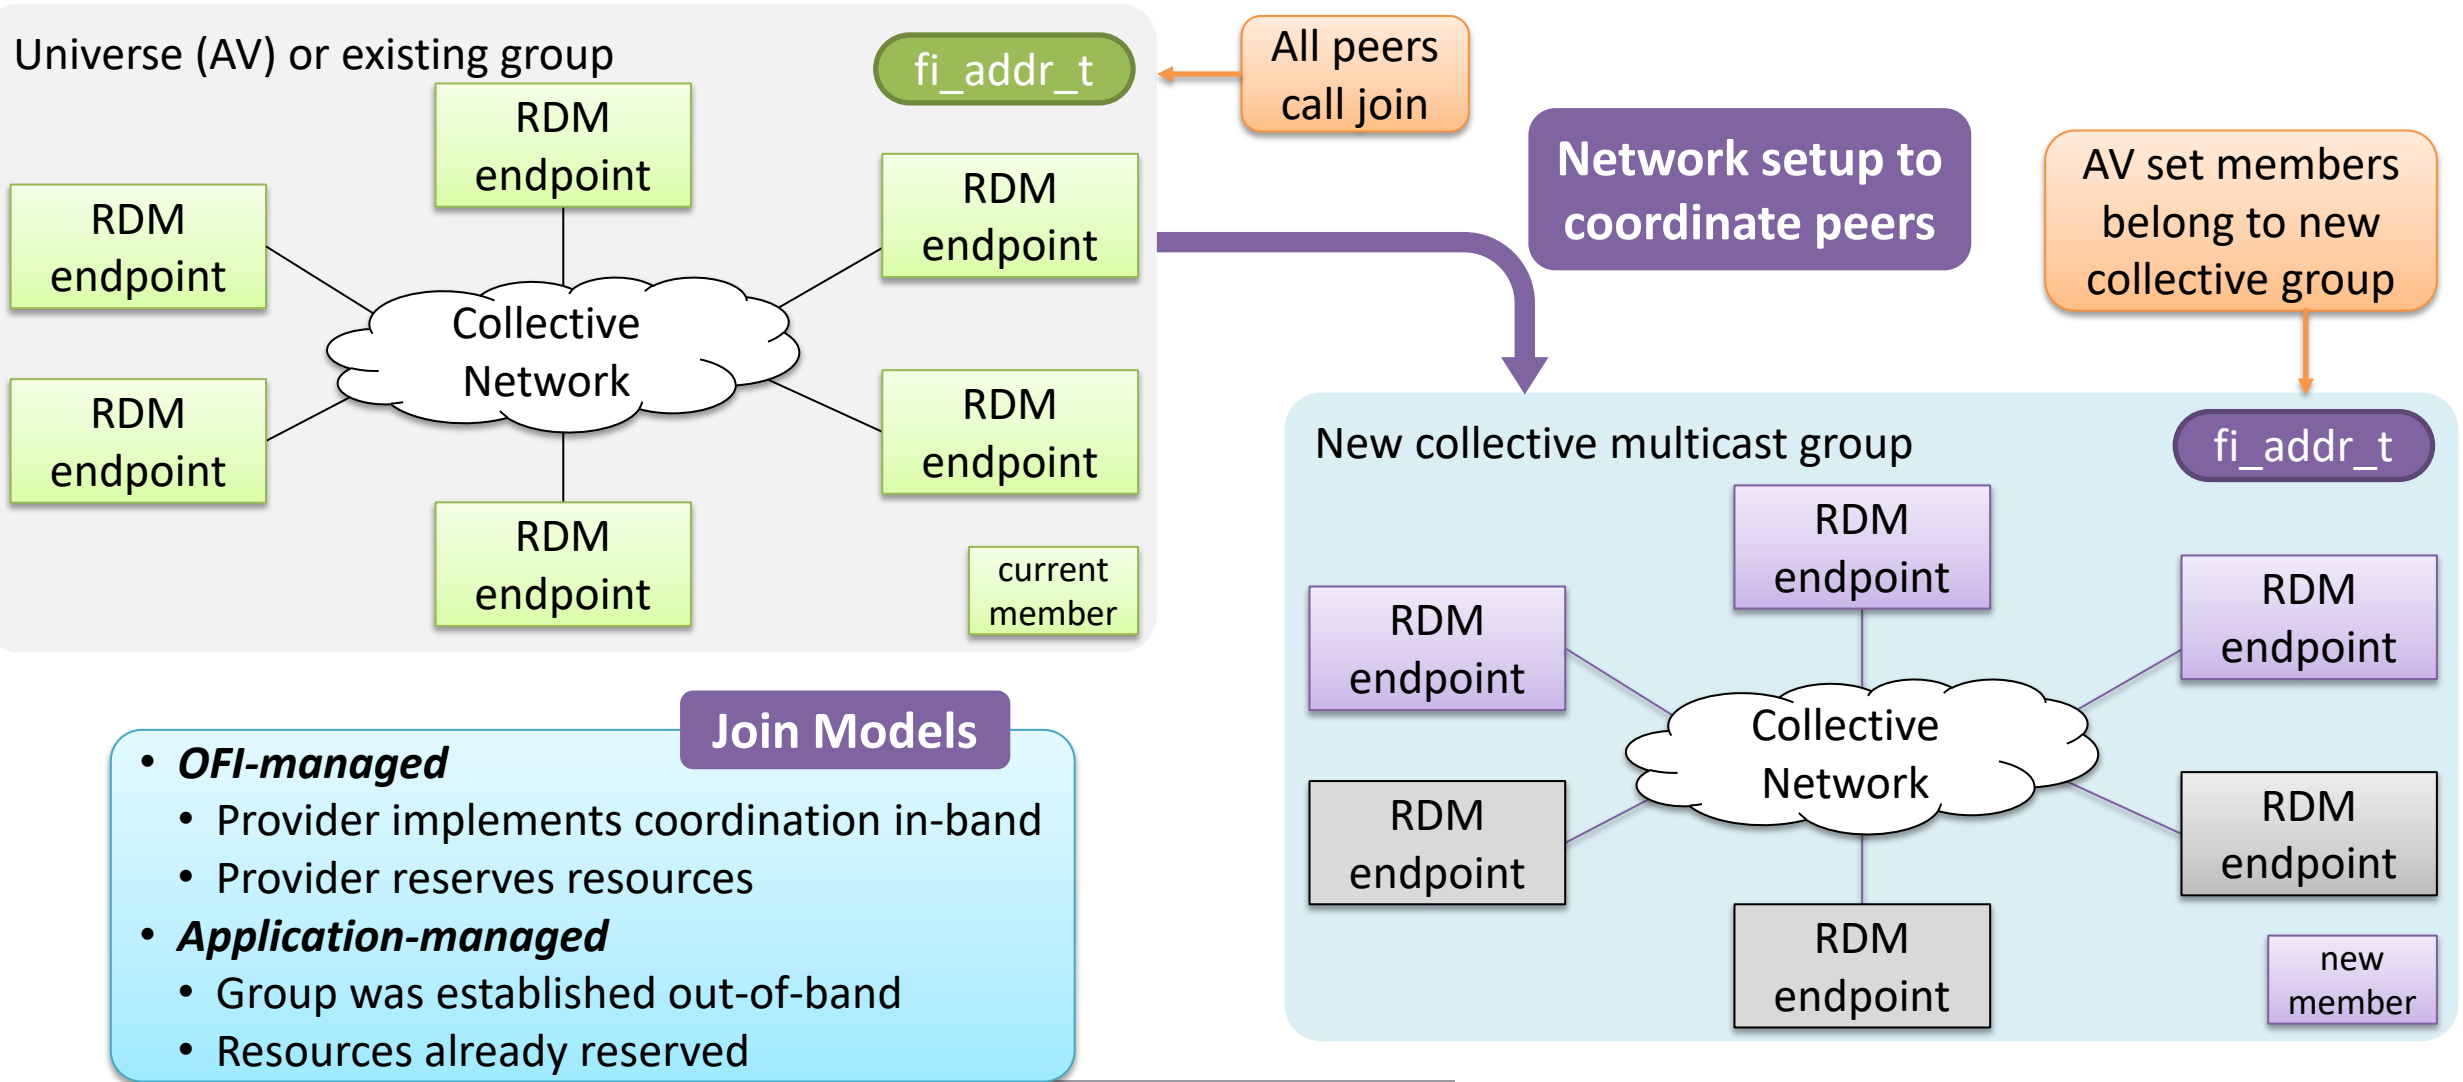 Universe (AV) or existing group
fi_addr_t
RDM
endpoint
RDM
endpoint
RDM
endpoint
Collective
Network
RDM
endpoint
RDM
endpoint
RDM
endpoint
current
member
All peers
call join
Network setup to
coordinate peers
AV set members
belong to new
collective group
New collective multicast group
fi_addr_t
RDM
endpoint
RDM
endpoint
RDM
endpoint
Collective
Network
RDM
endpoint
RDM
endpoint
RDM
endpoint
new
member
Join Models
• OFI-managed
• Provider implements coordination in-band
• Provider reserves resources
• Application-managed
• Group was established out-of-band
• Resources already reserved